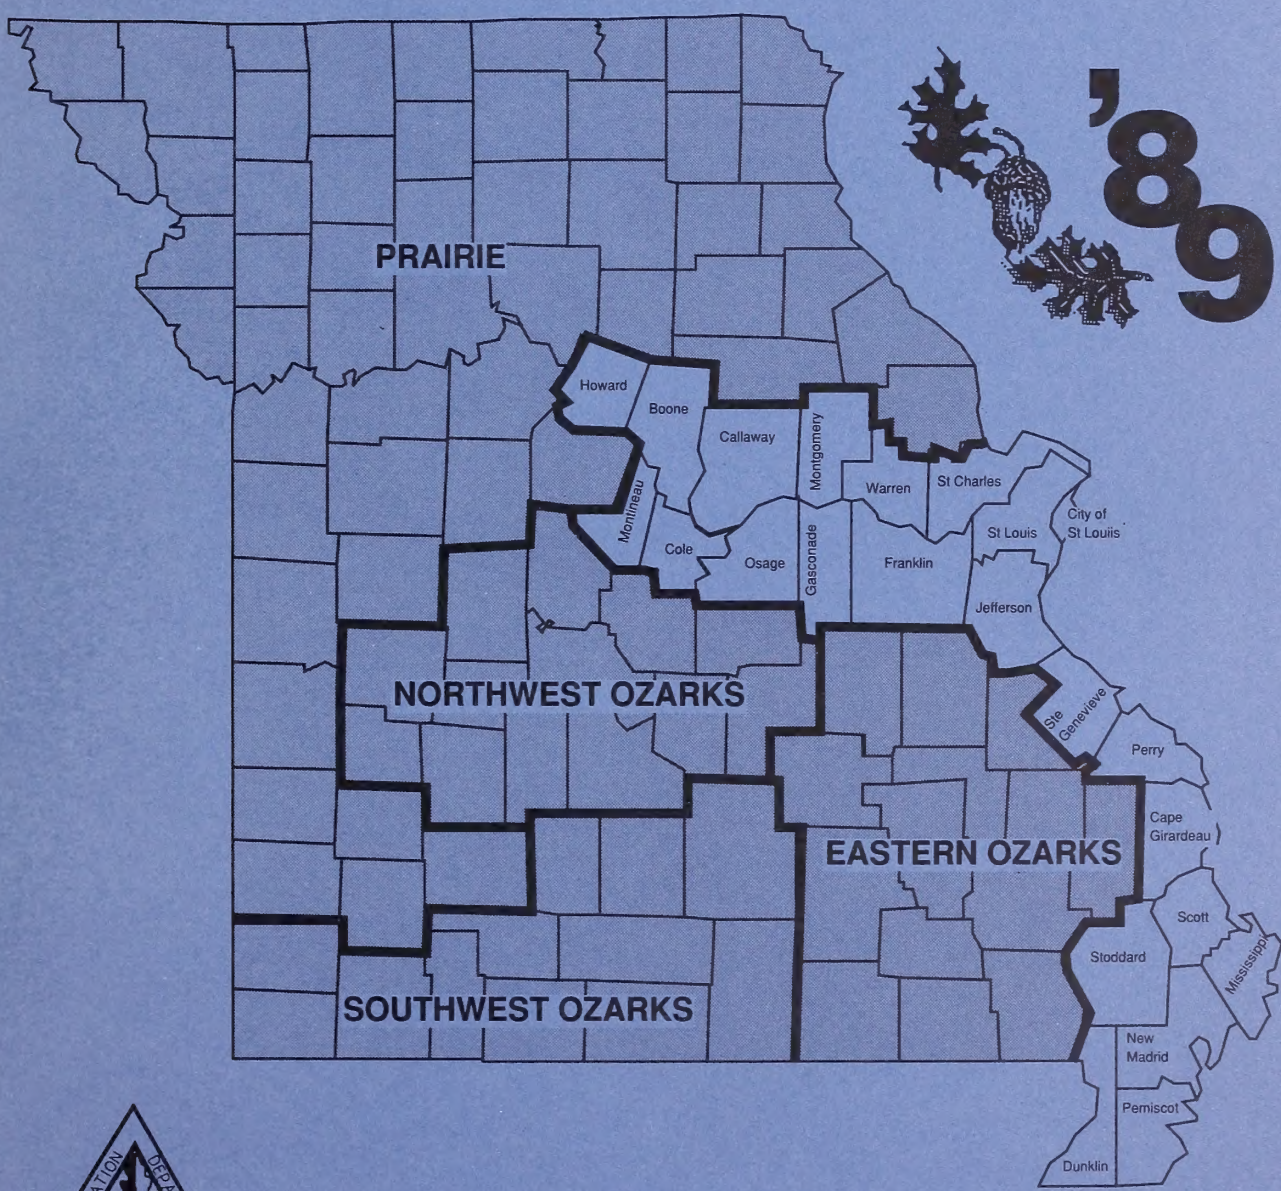 '89
PRAIRIE
Howard
Boone
Callaway
Montgomery
Warren
St Charles
City of
St Louiis
St Louis
Montineau
Cole
Osage
Gasconade
Franklin
Jefferson
NORTHWEST OZARKS
Ste
Genevieve
Perry
Cape
Girardeau
EASTERN OZARKS
Scott
Stoddard
Mississippi
SOUTHWEST OZARKS
New
Madrid
Pemiscot
Dunklin